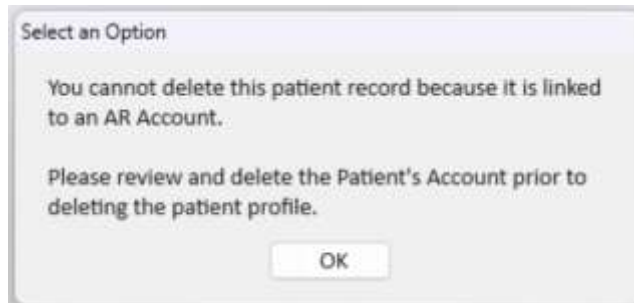 Select an Option
You cannot delete this patient record because it is linked
to an AR Account.
Please review and delete the Patient's Account prior to
deleting the patient profile.
OK